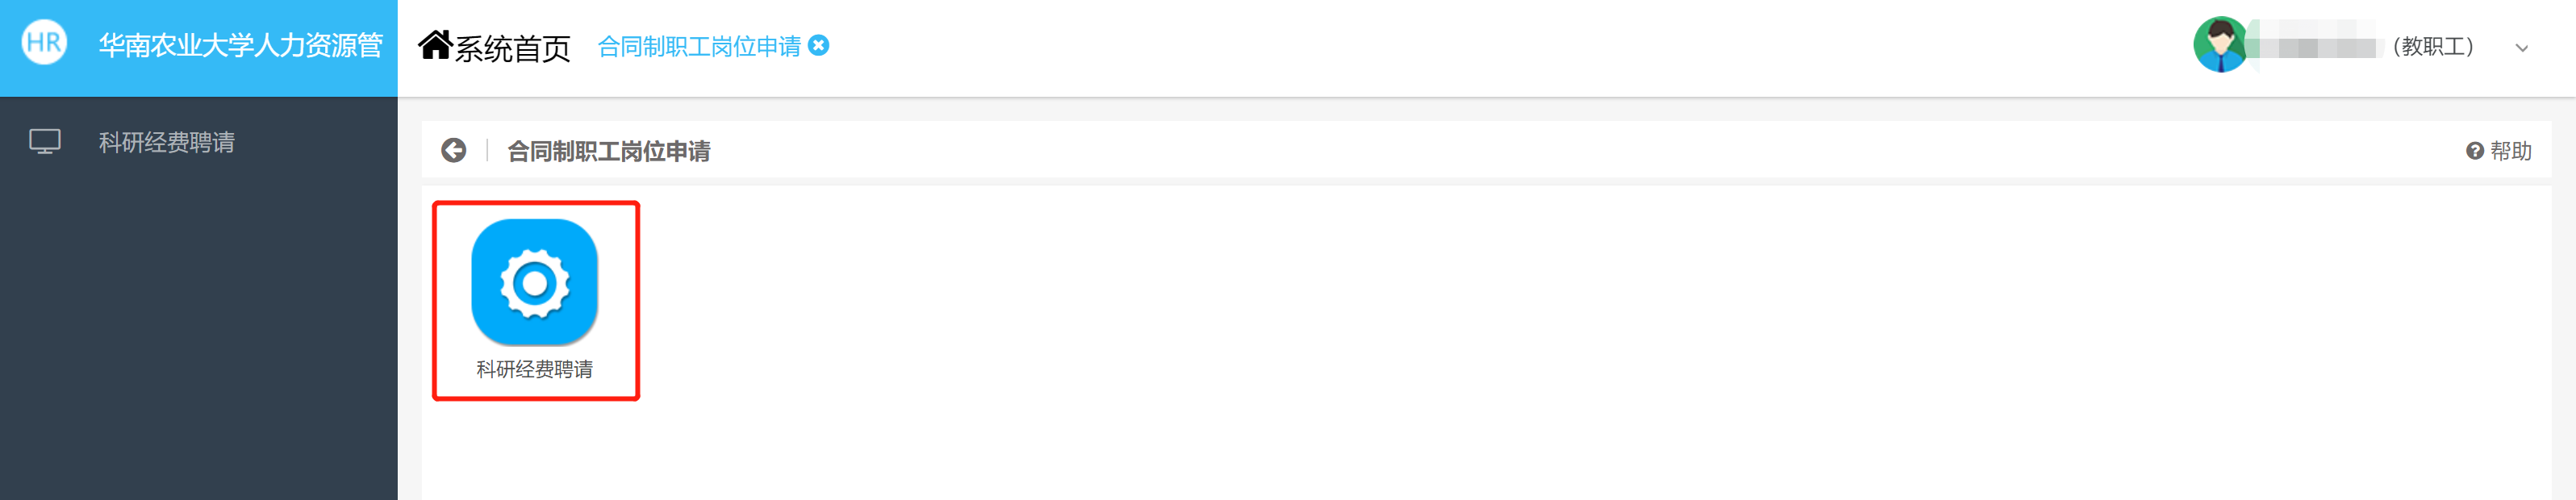 HR 华南农业大学人力资源管
系统首页 合同制职工岗位申请
(教职工)
科研经费聘请
合同制职工岗位申请
帮助
科研经费聘请